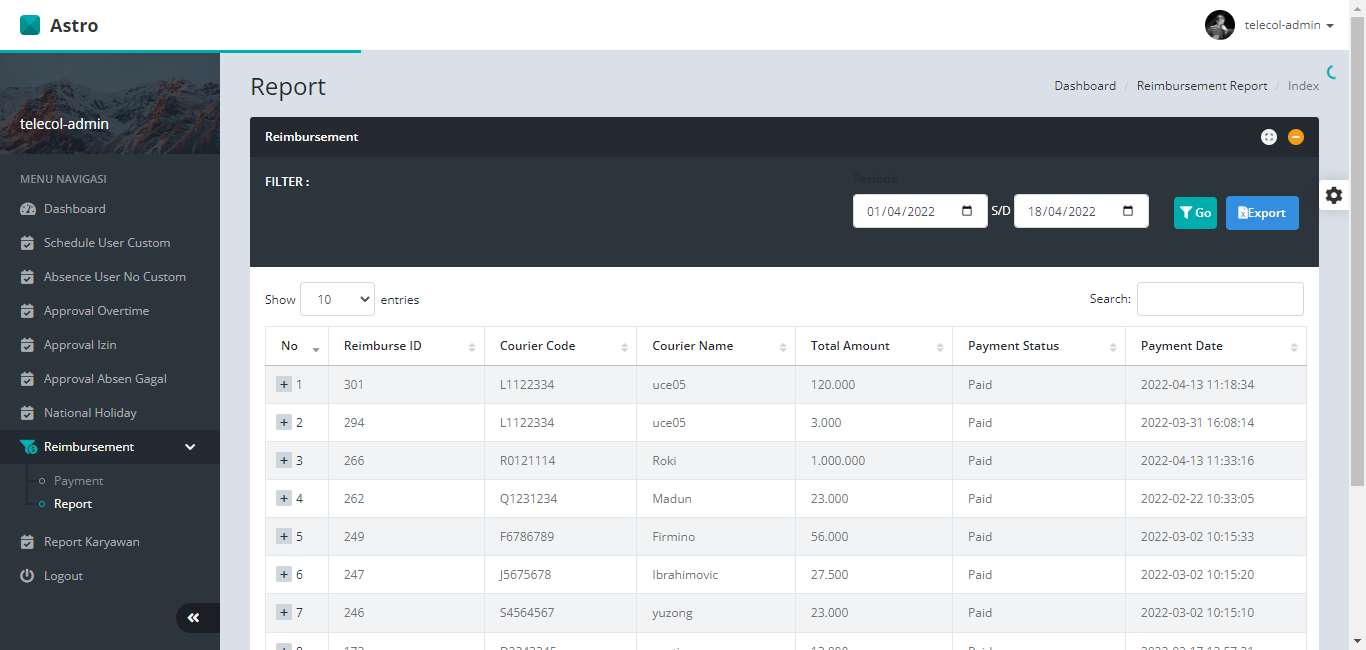 Astro
telecol-admin
telecol-admin
MENU NAVIGASI
Dashboard
Schedule User Custom
Absence User No Custom
Approval Overtime
Approval Izin
Approval Absen Gagal
National Holiday
Reimbursement
Payment
Report
Report Karyawan
Logout
Report
Dashboard / Reimbursement Report / Index
Reimbursement
FILTER :
Periode
01/04/2022 S/D 18/04/2022 Go Export
Show 10 entries
Search:
No Reimburse ID Courier Code Courier Name Total Amount Payment Status Payment Date
1 301 L1122334 uce05 120.000 Paid 2022-04-13 11:18:34
2 294 L1122334 uce05 3.000 Paid 2022-03-31 16:08:14
3 266 R0121114 Roki 1.000.000 Paid 2022-04-13 11:33:16
4 262 Q1231234 Madun 23.000 Paid 2022-02-22 10:33:05
5 249 F6786789 Firmino 56.000 Paid 2022-03-02 10:15:33
6 247 J5675678 Ibrahimovic 27.500 Paid 2022-03-02 10:15:20
7 246 S4564567 yuzong 23.000 Paid 2022-03-02 10:15:10